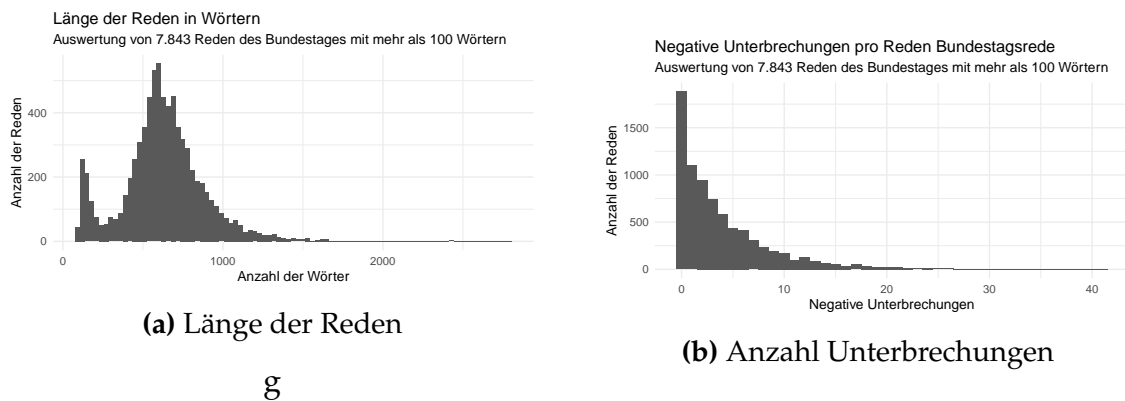 Länge der Reden in Wörtern
Auswertung von 7.843 Reden des Bundestages mit mehr als 100 Wörtern
Anzahl der Reden
400
200
0
0
1000
2000
Anzahl der Wörter
(a) Länge der Reden
g
Negative Unterbrechungen pro Reden Bundestagsrede
Auswertung von 7.843 Reden des Bundestages mit mehr als 100 Wörtern
Anzahl der Reden
1500
1000
500
0
0
10
20
30
40
Negative Unterbrechungen
(b) Anzahl Unterbrechungen